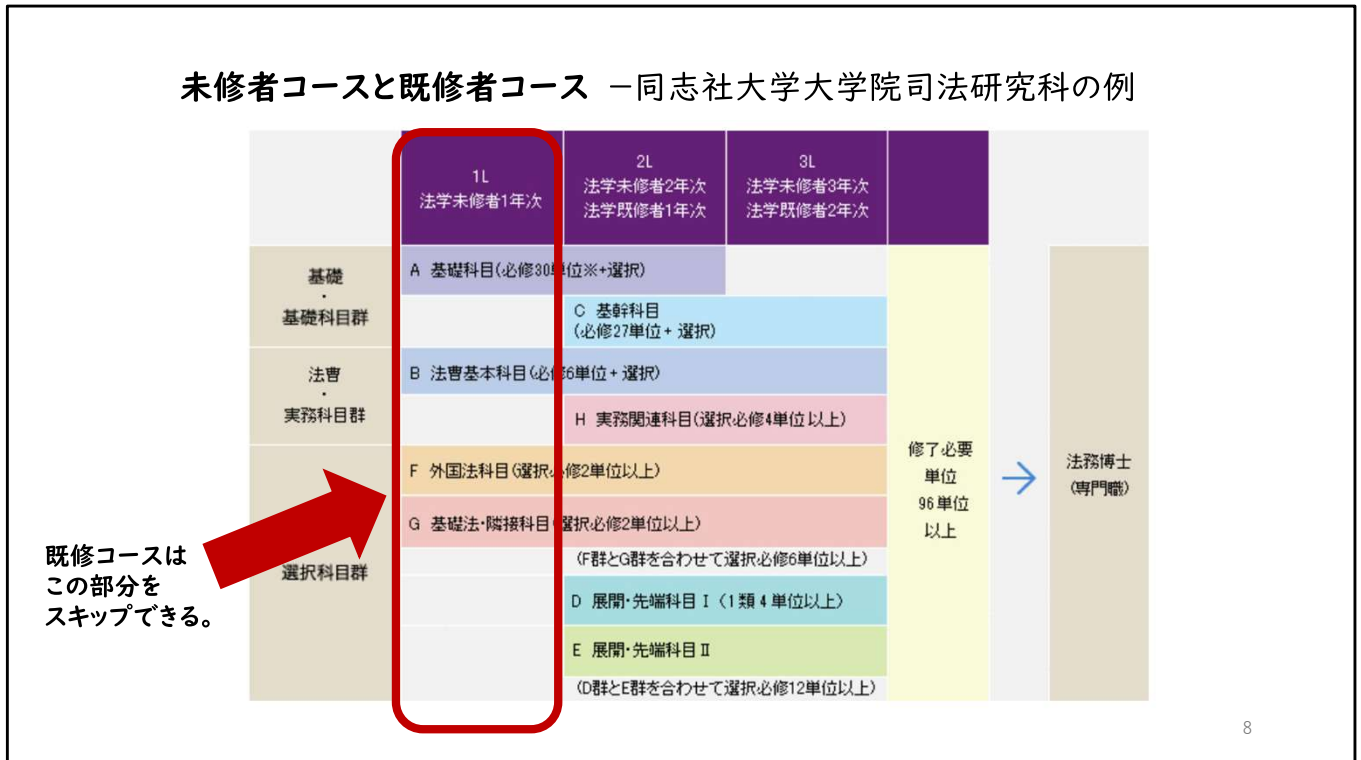 未修者コースと既修者コース －同志社大学大学院司法研究科の例
1L
法学未修者1年次
2L
法学未修者2年次
法学既修者1年次
3L
法学未修者3年次
法学既修者2年次
基礎
・
基礎科目群
A 基礎科目(必修30単位※+選択)
C 基幹科目
(必修27単位+ 選択)
法曹
・
実務科目群
B 法曹基本科目(必修6単位+ 選択)
H 実務関連科目(選択必修4単位以上)
選択科目群
F 外国法科目(選択必修2単位以上)
G 基礎法・隣接科目(選択必修2単位以上)
(F群とG群を合わせて選択必修6単位以上)
D 展開・先端科目Ⅰ（1類４単位以上）
E 展開・先端科目Ⅱ
(D群とE群を合わせて選択必修12単位以上)
修了必要
単位
96単位
以上
→
法務博士
(専門職)
既修コースは
この部分を
スキップできる。
8